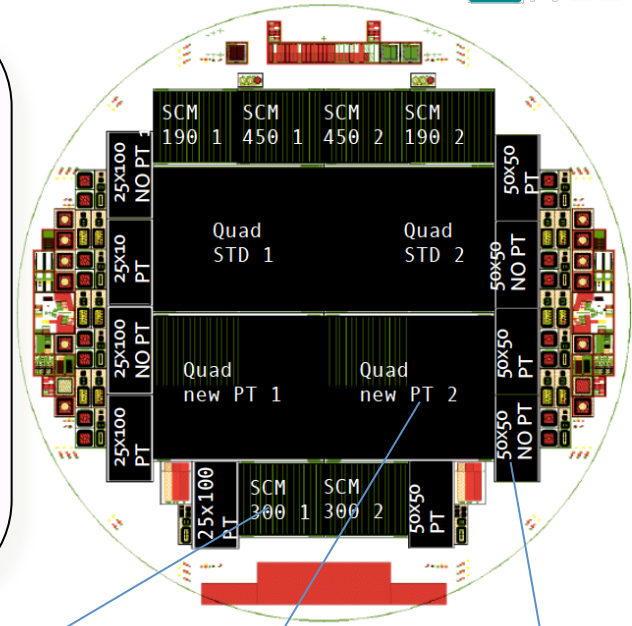 SCM
190 1
SCM
450 1
SCM
450 2
SCM
190 2
25X100
NO PT 1
50X50
PT
Quad
STD 1
Quad
STD 2
25X10
PT
50X50
NO PT
25X100
NO PT
Quad
new PT 1
Quad
new PT 2
50X50
PT
25X100
PT
50X50
NO PT
25X100
PT
SCM
300 1
SCM
300 2
50X50
PT